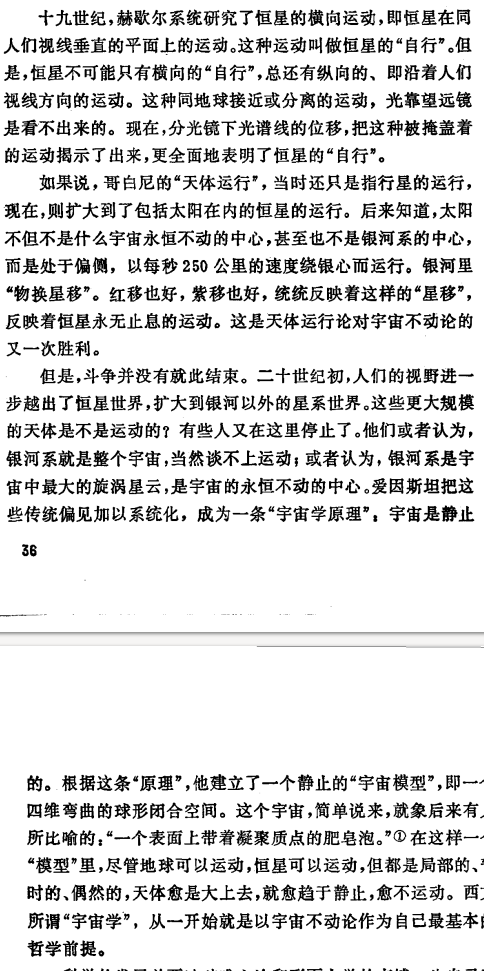 十九世纪,赫歇尔系统研究了恒星的横向运动,即恒星在同
人们视线垂直的平面上的运动。这种运动叫做恒星的“自行”。但
是,恒星不可能只有横向的“自行”,总还有纵向的、即沿着人们
视线方向的运动。这种同地球接近或分离的运动，光靠望远镜
是看不出来的。现在,分光镜下光谱线的位移,把这种被掩盖着
的运动揭示了出来,更全面地表明了恒星的“自行”。
如果说，哥白尼的“天体运行”，当时还只是指行星的运行，
现在,则扩大到了包括太阳在内的恒星的运行。后来知道,太阳
不但不是什么宇宙永恒不动的中心,甚至也不是银河系的中心,
而是处于偏侧，以每秒250公里的速度绕银心而运行。银河里
“物换星移”。红移也好，紫移也好，统统反映着这样的“星移”，
反映着恒星永无止息的运动。这是天体运行论对宇宙不动论的
又一次胜利。
但是,斗争并没有就此结束。二十世纪初,人们的视野进一
步越出了恒星世界,扩大到银河以外的星系世界。这些更大规模
的天体是不是运动的？有些人又在这里停止了。他们或者认为,
银河系就是整个宇宙,当然谈不上运动；或者认为，银河系是宇
宙中最大的旋涡星云,是宇宙的永恒不动的中心。爱因斯坦把这
些传统偏见加以系统化，成为一条“宇宙学原理”：宇宙是静止
36
的。根据这条“原理”,他建立了一个静止的“宇宙模型”,即一
四维弯曲的球形闭合空间。这个宇宙,简单说来,就象后来有
所比喻的：“一个表面上带着凝聚质点的肥皂泡。”①在这样一
“模型”里,尽管地球可以运动,恒星可以运动,但都是局部的、
时的、偶然的,天体愈是大上去,就愈趋于静止,愈不运动。西
所谓“宇宙学”，从一开始就是以宇宙不动论作为自己最基本
哲学前提。